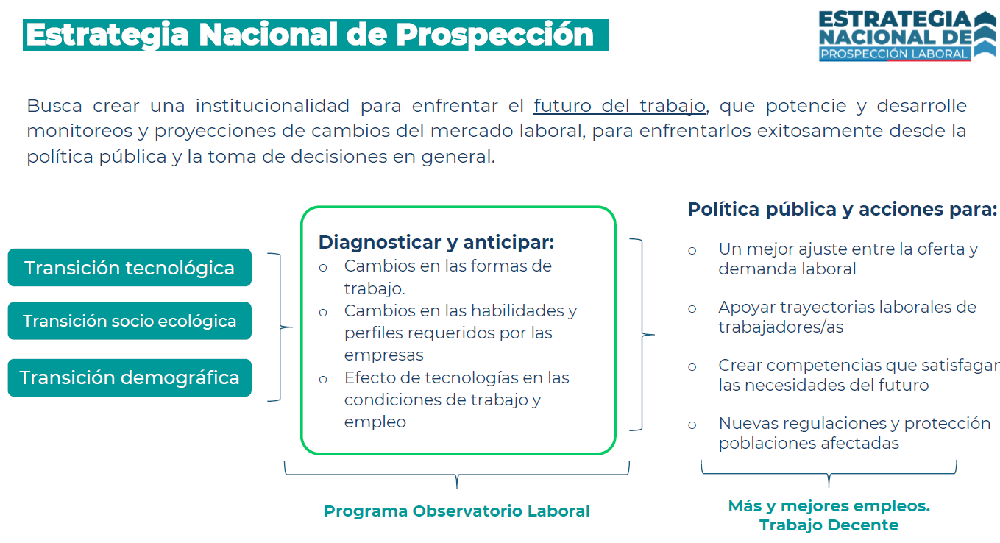 Estrategia Nacional de Prospección
ESTRATEGIA
NACIONAL DE
PROSPECCIÓN LABORAL
Busca crear una institucionalidad para enfrentar el futuro del trabajo, que potencie y desarrolle
monitoreos y proyecciones de cambios del mercado laboral, para enfrentarlos exitosamente desde la
política pública y la toma de decisiones en general.
Transición tecnológica
Transición socio ecológica
Transición demográfica
Diagnosticar y anticipar:
o Cambios en las formas de
trabajo.
o Cambios en las habilidades y
perfiles requeridos por las
empresas
o Efecto de tecnologías en las
condiciones de trabajo y
empleo
Programa Observatorio Laboral
Política pública y acciones para:
o Un mejor ajuste entre la oferta y
demanda laboral
o Apoyar trayectorias laborales de
trabajadores/as
o Crear competencias que satisfagan
las necesidades del futuro
o Nuevas regulaciones y protección
poblaciones afectadas
Más y mejores empleos.
Trabajo Decente